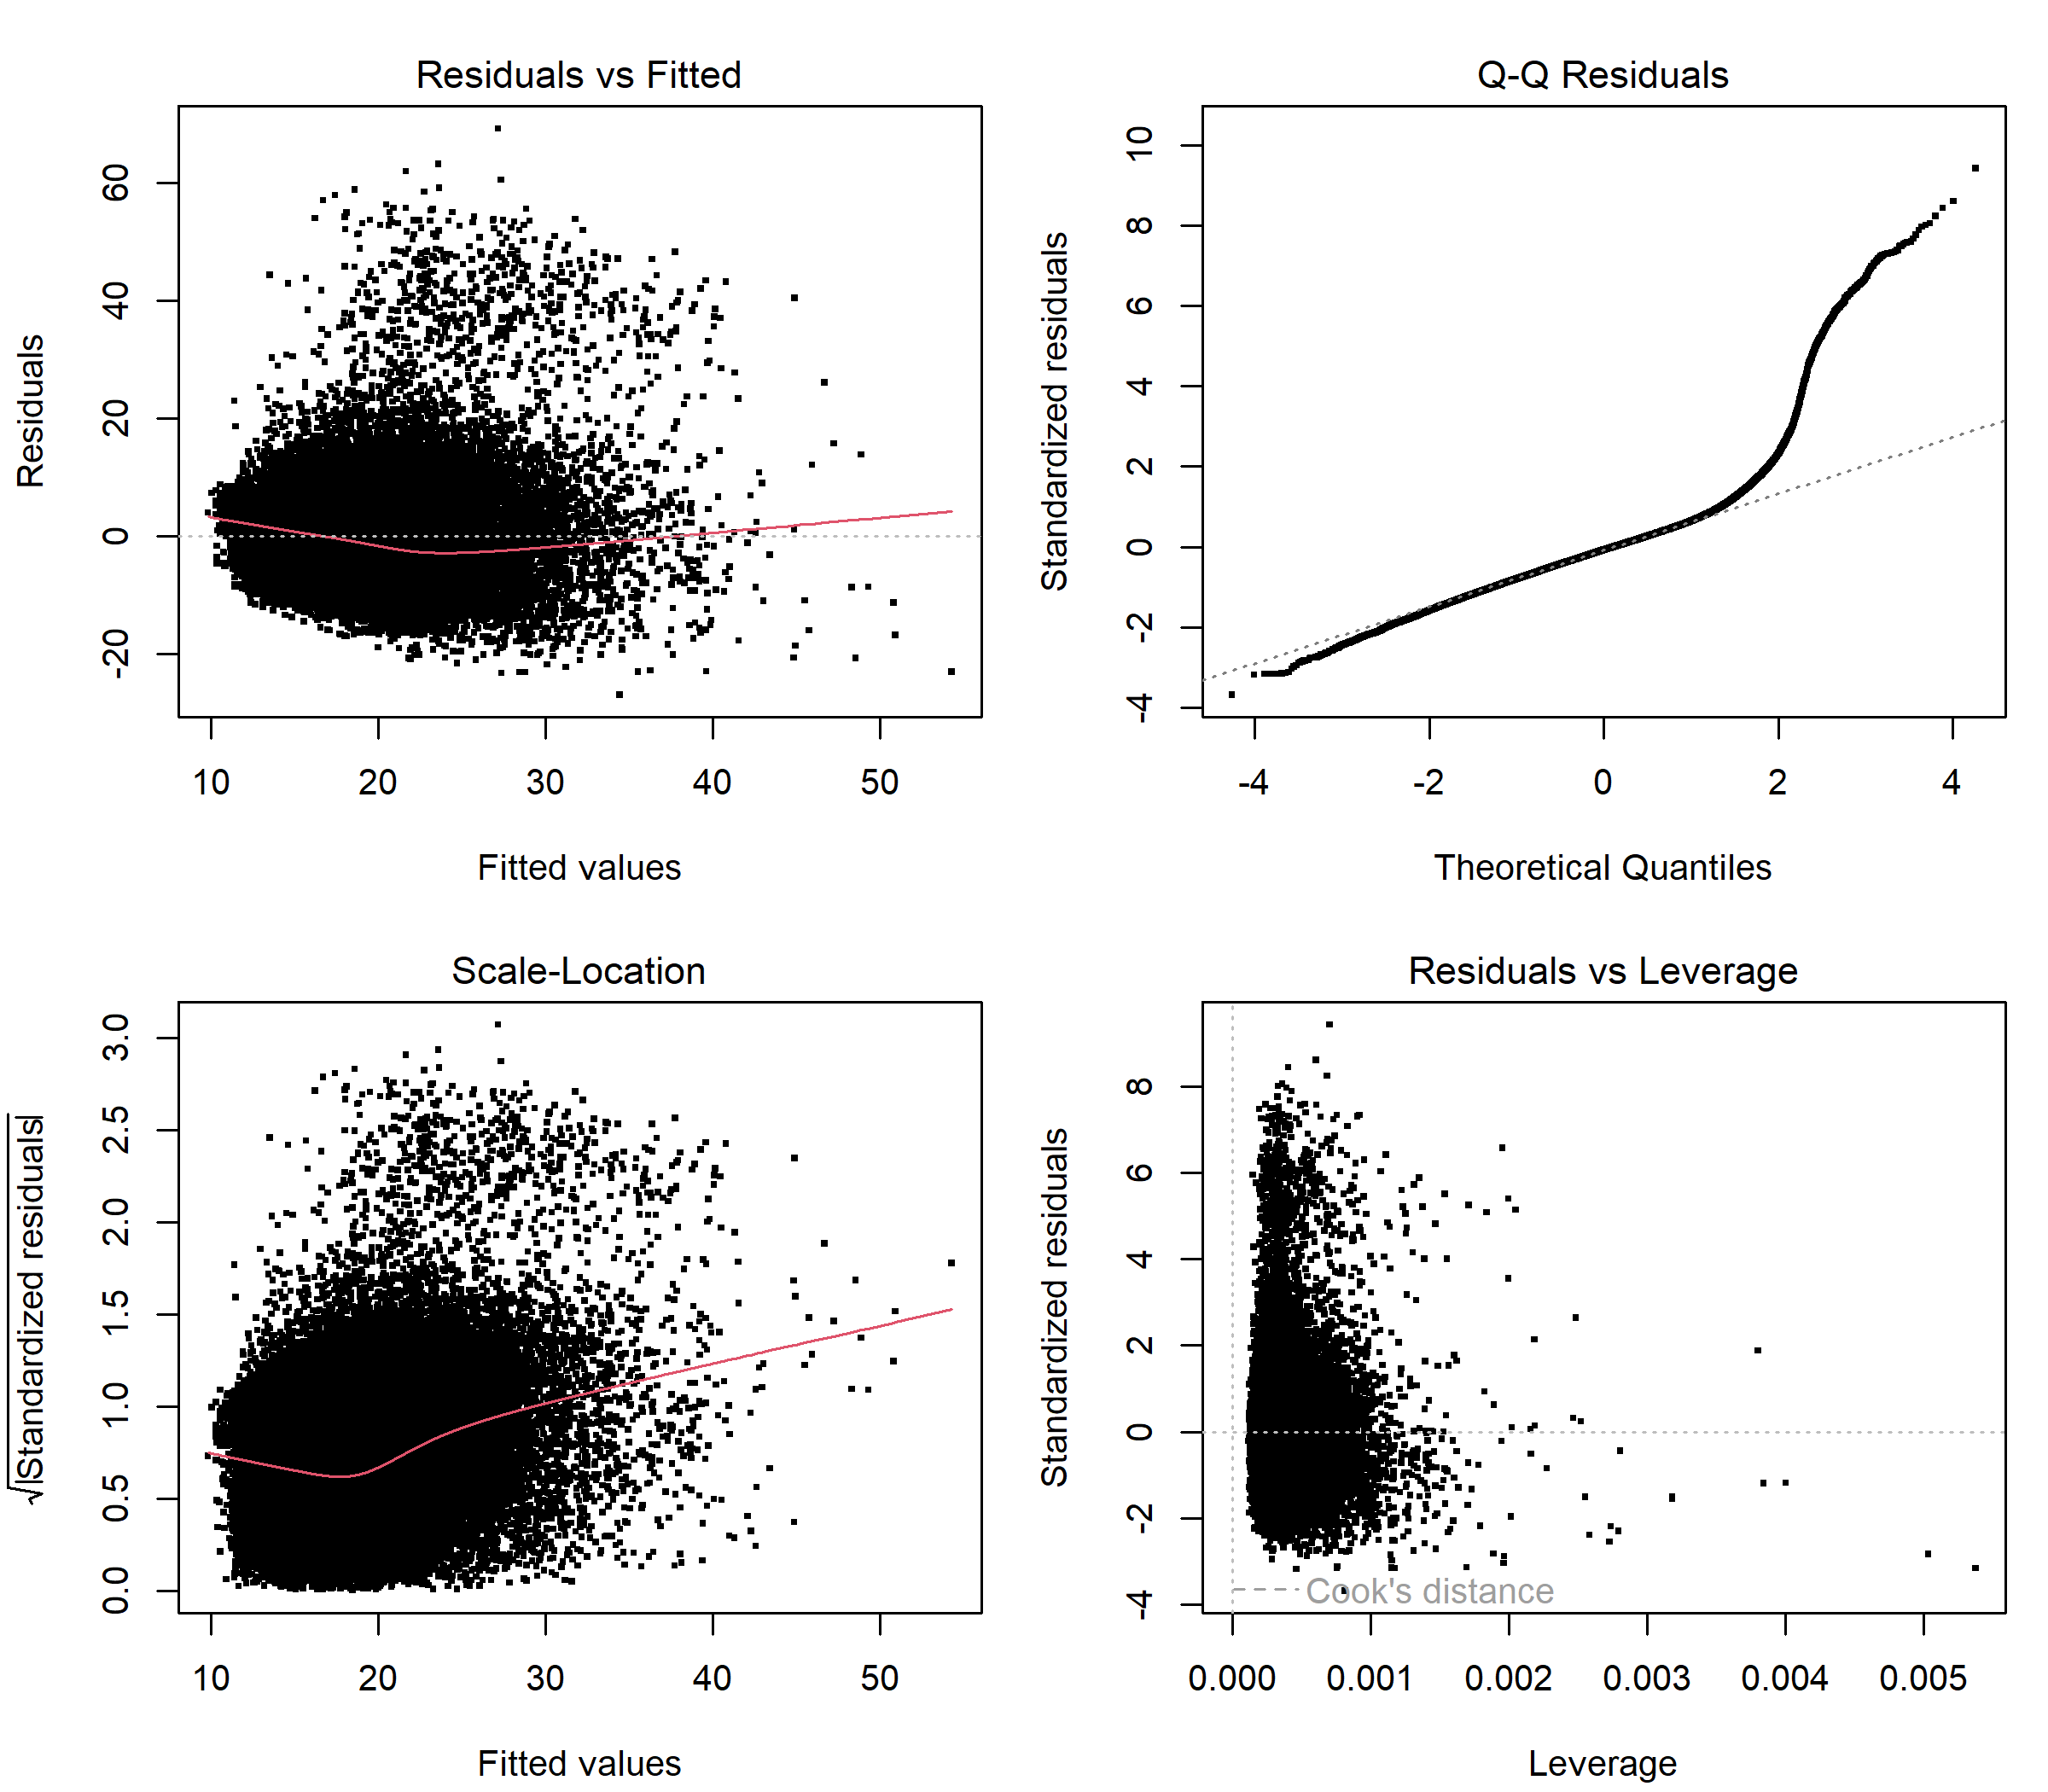 Residuals vs Fitted
Residuals
60
40
20
0
-20
10 20 30 40 50
Fitted values
Q-Q Residuals
Standardized residuals
10
8
6
4
2
0
-2
-4
-4 -2 0 2 4
Theoretical Quantiles
Scale-Location
√|Standardized residuals|
3.0
2.5
2.0
1.5
1.0
0.5
0.0
10 20 30 40 50
Fitted values
Residuals vs Leverage
Standardized residuals
8
6
4
2
0
-2
-4
Cook's distance
0.000 0.001 0.002 0.003 0.004 0.005
Leverage